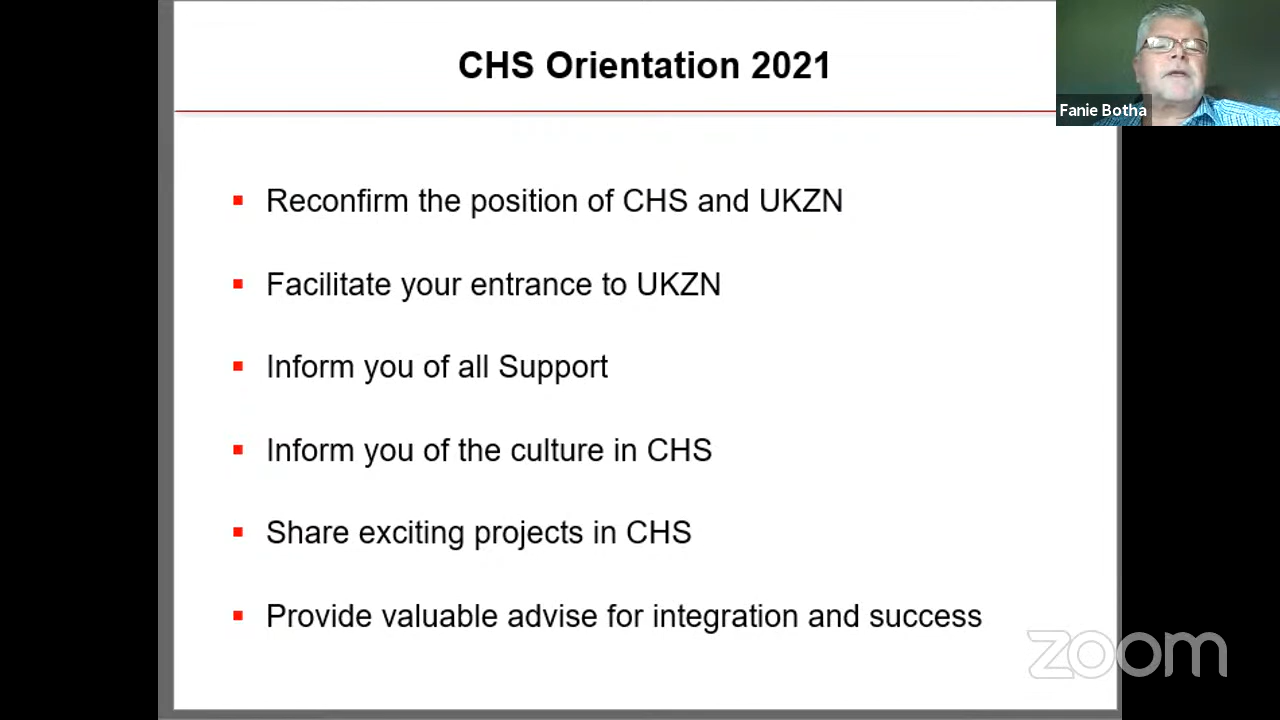 CHS Orientation 2021
Fanie Botha
Reconfirm the position of CHS and UKZN
Facilitate your entrance to UKZN
Inform you of all Support
Inform you of the culture in CHS
Share exciting projects in CHS
Provide valuable advise for integration and success
zoom